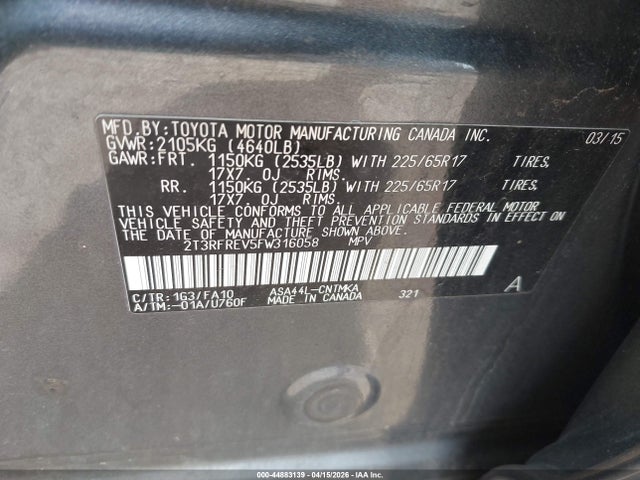 MFD.BY:TOYOTA MOTOR MANUFACTURING CANADA INC. 03/15
GVWR:2105KG (4640LB)
GAWR:FRT. 1150KG (2535LB) WITH 225/65R17 TIRES,
17X7. OJ RIMS.
RR. 1150KG (2535LB) WITH 225/65R17 TIRES,
17X7. OJ RIMS.
THIS VEHICLE CONFORMS TO ALL APPLICABLE FEDERAL MOTOR
VEHICLE SAFETY AND THEFT PREVENTION STANDARDS IN EFFECT ON
THE DATE OF MANUFACTURE SHOWN ABOVE.
2T3RFREV5FW316058 MPV
C/TR:1G3/FA10 ASA44L-CNTMKA 321 A
A/TM:-01A/U760F MADE IN CANADA
000-44883139 - 04/15/2026 - IAA Inc.